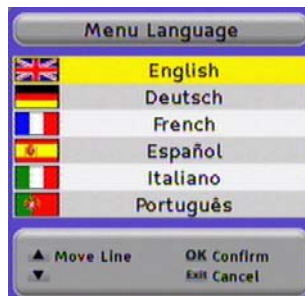 Menu Language
English
Deutsch
French
Español
Italiano
Português
▲ Move Line OK Confirm
▼ Exit Cancel